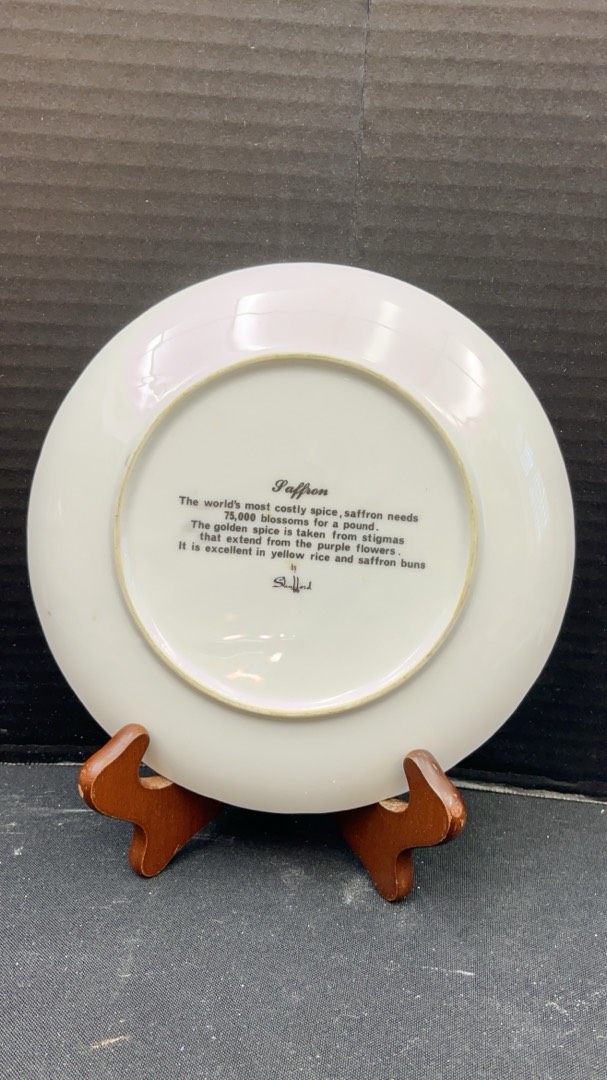 Saffron
The world's most costly spice, saffron needs
75,000 blossoms for a pound.
The golden spice is taken from stigmas
that extend from the purple flowers.
It is excellent in yellow rice and saffron buns
by
Shafford